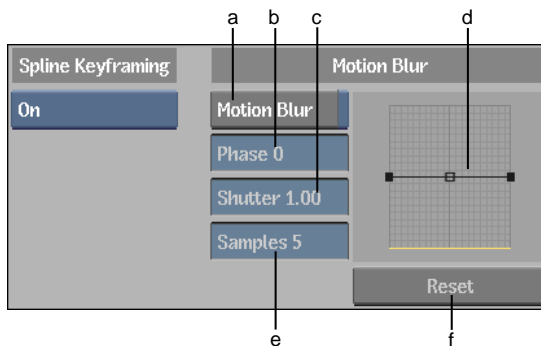 a b c d
Spline Keyframing Motion Blur
On Motion Blur
Phase 0
Shutter 1.00
Samples 5
Reset
e f